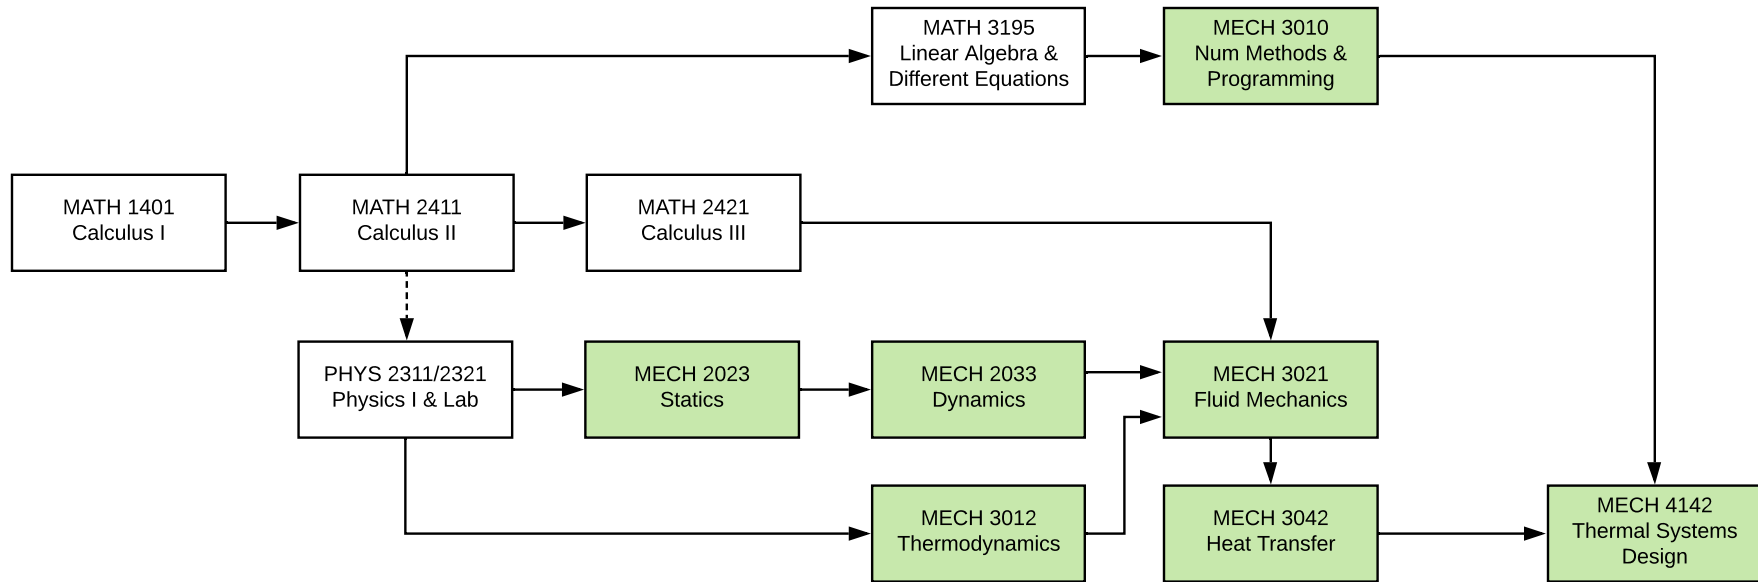 MATH 3195
Linear Algebra &
Different Equations
MECH 3010
Num Methods &
Programming
MATH 1401
Calculus I
MATH 2411
Calculus II
MATH 2421
Calculus III
PHYS 2311/2321
Physics I & Lab
MECH 2023
Statics
MECH 2033
Dynamics
MECH 3021
Fluid Mechanics
MECH 3012
Thermodynamics
MECH 3042
Heat Transfer
MECH 4142
Thermal Systems
Design